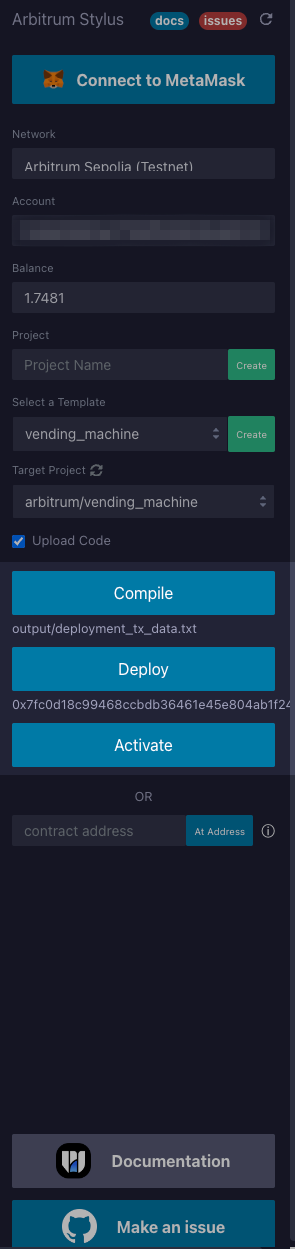 Arbitrum Stylus docs issues
Connect to MetaMask
Network
Arbitrum Sepolia (Testnet)
Account
Balance
1.7481
Project
Project Name Create
Select a Template
vending_machine Create
Target Project
arbitrum/vending_machine
Upload Code
Compile
output/deployment_tx_data.txt
Deploy
0x7fc0d18c99468ccbdb36461e45e804ab1f24
Activate
OR
contract address At Address
Documentation
Make an issue